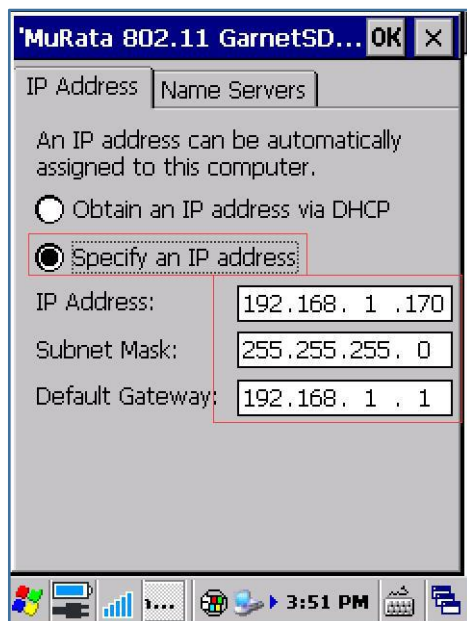 'MuRata 802.11 GarnetSD... OK ×
IP Address Name Servers
An IP address can be automatically
assigned to this computer.
Obtain an IP address via DHCP
Specify an IP address
IP Address: 192.168. 1 .170
Subnet Mask: 255.255.255. 0
Default Gateway: 192.168. 1 . 1
3:51 PM